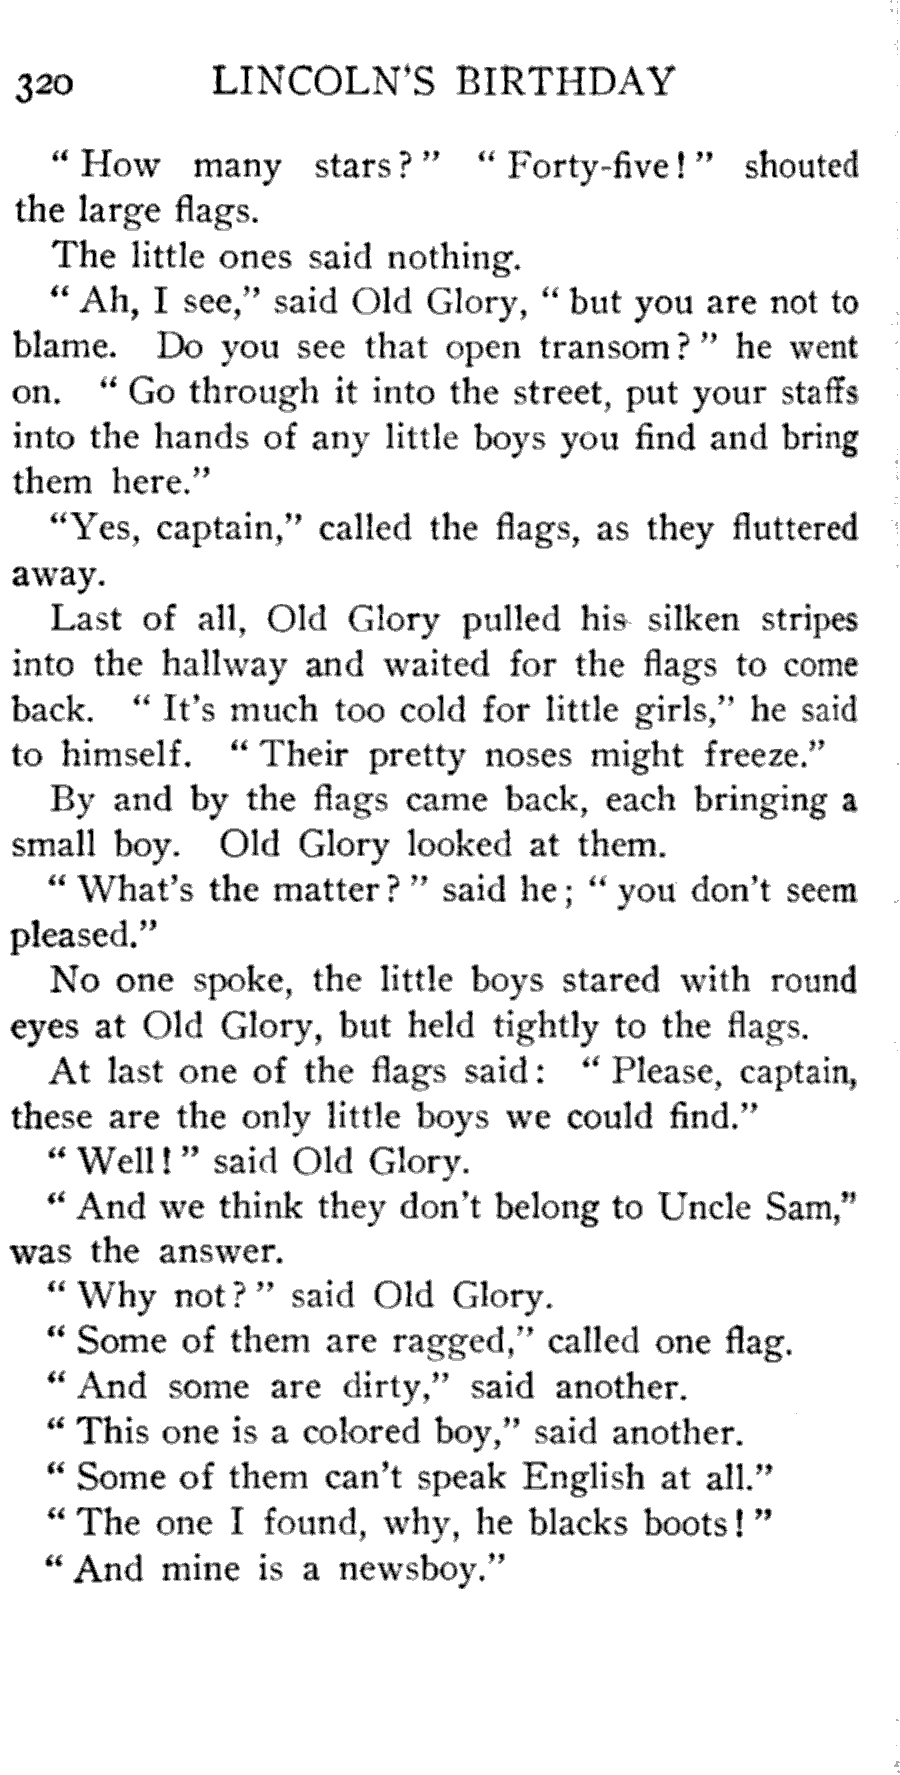 320 LINCOLN'S BIRTHDAY
“ How many stars? ” “ Forty-five! ” shouted
the large flags.
The little ones said nothing.
“ Ah, I see,” said Old Glory, “ but you are not to
blame. Do you see that open transom? ” he went
on. “ Go through it into the street, put your staffs
into the hands of any little boys you find and bring
them here.”
“Yes, captain,” called the flags, as they fluttered
away.
Last of all, Old Glory pulled his silken stripes
into the hallway and waited for the flags to come
back. “ It's much too cold for little girls,” he said
to himself. “ Their pretty noses might freeze.”
By and by the flags came back, each bringing a
small boy. Old Glory looked at them.
“ What's the matter? ” said he; “ you don't seem
pleased.”
No one spoke, the little boys stared with round
eyes at Old Glory, but held tightly to the flags.
At last one of the flags said: “ Please, captain,
these are the only little boys we could find.”
“ Well! ” said Old Glory.
“ And we think they don't belong to Uncle Sam,”
was the answer.
“ Why not? ” said Old Glory.
“ Some of them are ragged,” called one flag.
“ And some are dirty,” said another.
“ This one is a colored boy,” said another.
“ Some of them can't speak English at all.”
“ The one I found, why, he blacks boots! ”
“ And mine is a newsboy.”